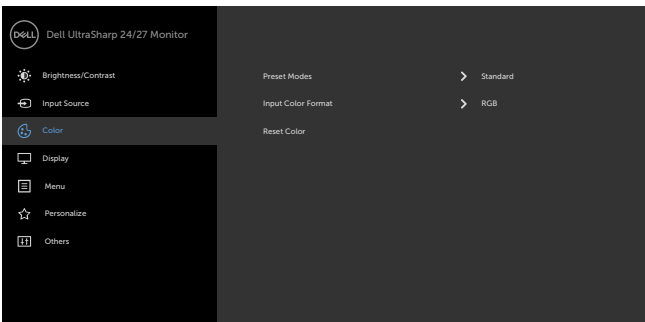 DELL Dell UltraSharp 24/27 Monitor
Brightness/Contrast
Input Source
Color
Display
Menu
Personalize
Others
Preset Modes Standard
Input Color Format RGB
Reset Color